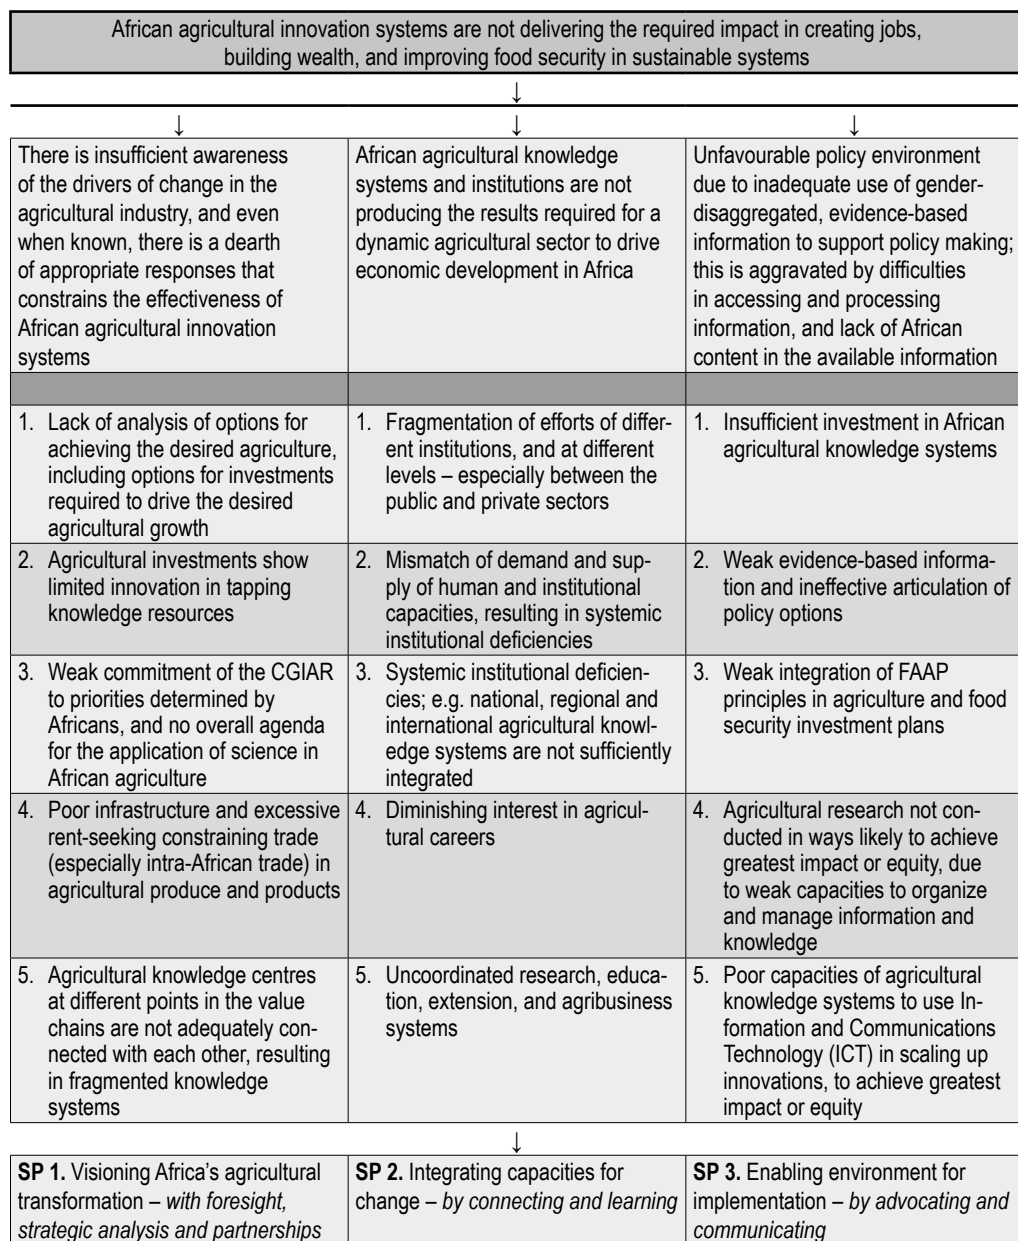 African agricultural innovation systems are not delivering the required impact in creating jobs,
building wealth, and improving food security in sustainable systems
↓
↓ ↓ ↓
There is insufficient awareness
of the drivers of change in the
agricultural industry, and even
when known, there is a dearth
of appropriate responses that
constrains the effectiveness of
African agricultural innovation
systems
African agricultural knowledge
systems and institutions are not
producing the results required for a
dynamic agricultural sector to drive
economic development in Africa
Unfavourable policy environment
due to inadequate use of gender-
disaggregated, evidence-based
information to support policy making;
this is aggravated by difficulties
in accessing and processing
information, and lack of African
content in the available information
1. Lack of analysis of options for
achieving the desired agriculture,
including options for investments
required to drive the desired
agricultural growth
1. Fragmentation of efforts of differ-
ent institutions, and at different
levels – especially between the
public and private sectors
1. Insufficient investment in African
agricultural knowledge systems
2. Agricultural investments show
limited innovation in tapping
knowledge resources
2. Mismatch of demand and sup-
ply of human and institutional
capacities, resulting in systemic
institutional deficiencies
2. Weak evidence-based informa-
tion and ineffective articulation of
policy options
3. Weak commitment of the CGIAR
to priorities determined by
Africans, and no overall agenda
for the application of science in
African agriculture
3. Systemic institutional deficien-
cies; e.g. national, regional and
international agricultural knowl-
edge systems are not sufficiently
integrated
3. Weak integration of FAAP
principles in agriculture and food
security investment plans
4. Poor infrastructure and excessive
rent-seeking constraining trade
(especially intra-African trade) in
agricultural produce and products
4. Diminishing interest in agricul-
tural careers
4. Agricultural research not con-
ducted in ways likely to achieve
greatest impact or equity, due
to weak capacities to organize
and manage information and
knowledge
5. Agricultural knowledge centres
at different points in the value
chains are not adequately con-
nected with each other, resulting
in fragmented knowledge
systems
5. Uncoordinated research, educa-
tion, extension, and agribusiness
systems
5. Poor capacities of agricultural
knowledge systems to use In-
formation and Communications
Technology (ICT) in scaling up
innovations, to achieve greatest
impact or equity
↓
SP 1. Visioning Africa’s agricultural
transformation – with foresight,
strategic analysis and partnerships
SP 2. Integrating capacities for
change – by connecting and learning
SP 3. Enabling environment for
implementation – by advocating and
communicating